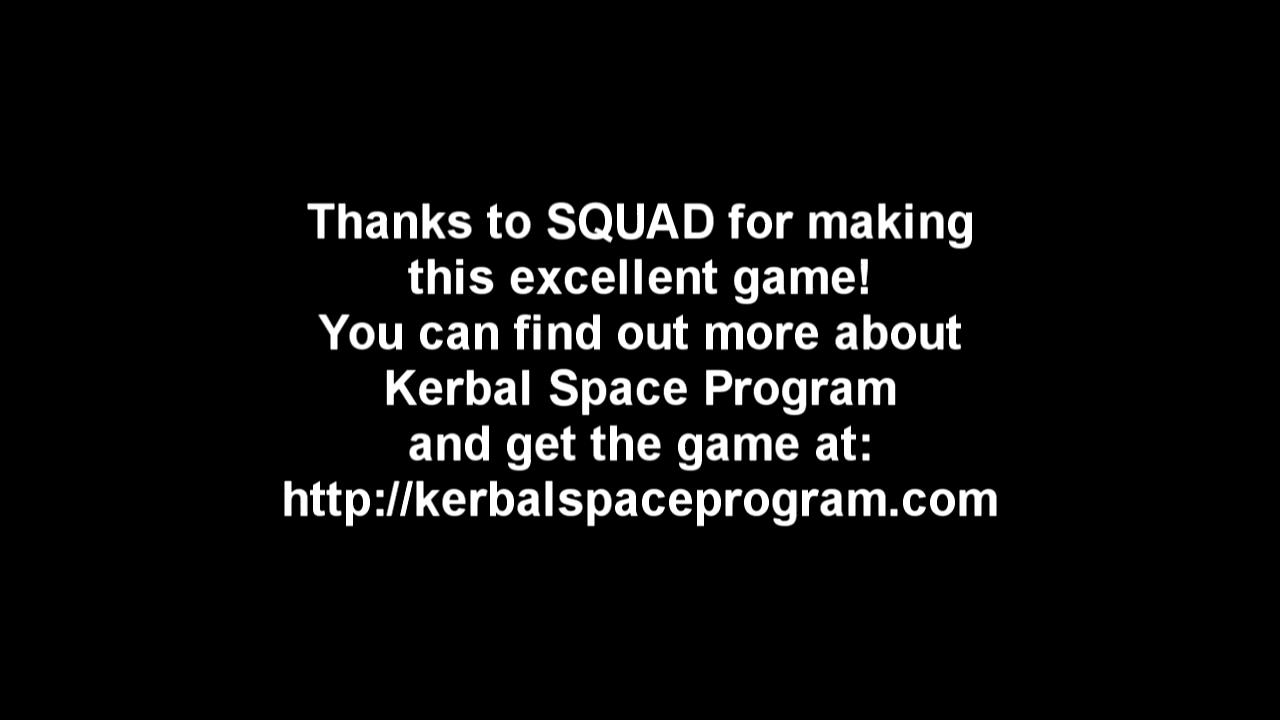 Thanks to SQUAD for making
this excellent game!
You can find out more about
Kerbal Space Program
and get the game at:
http://kerbalspaceprogram.com